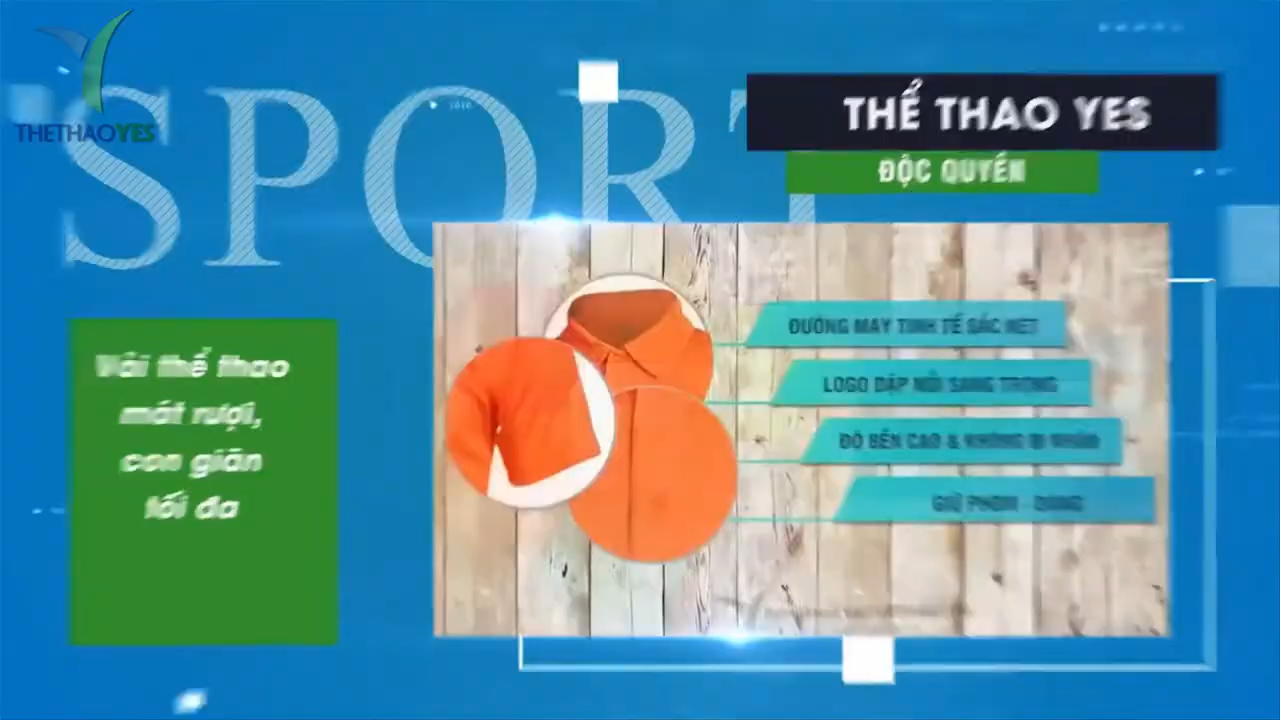 THETHAOYES
SPORT
THỂ THAO YES
ĐỘC QUYỀN
Vải thể thao
mát rượi,
con giãn
tối đa
ĐƯỜNG MAY TINH TẾ SẮC NÉT
LOGO DẬP NỔI SANG TRỌNG
ĐỘ BỀN CAO & KHÔNG BỊ NHĂN
GIỮ PHOM - DÁNG